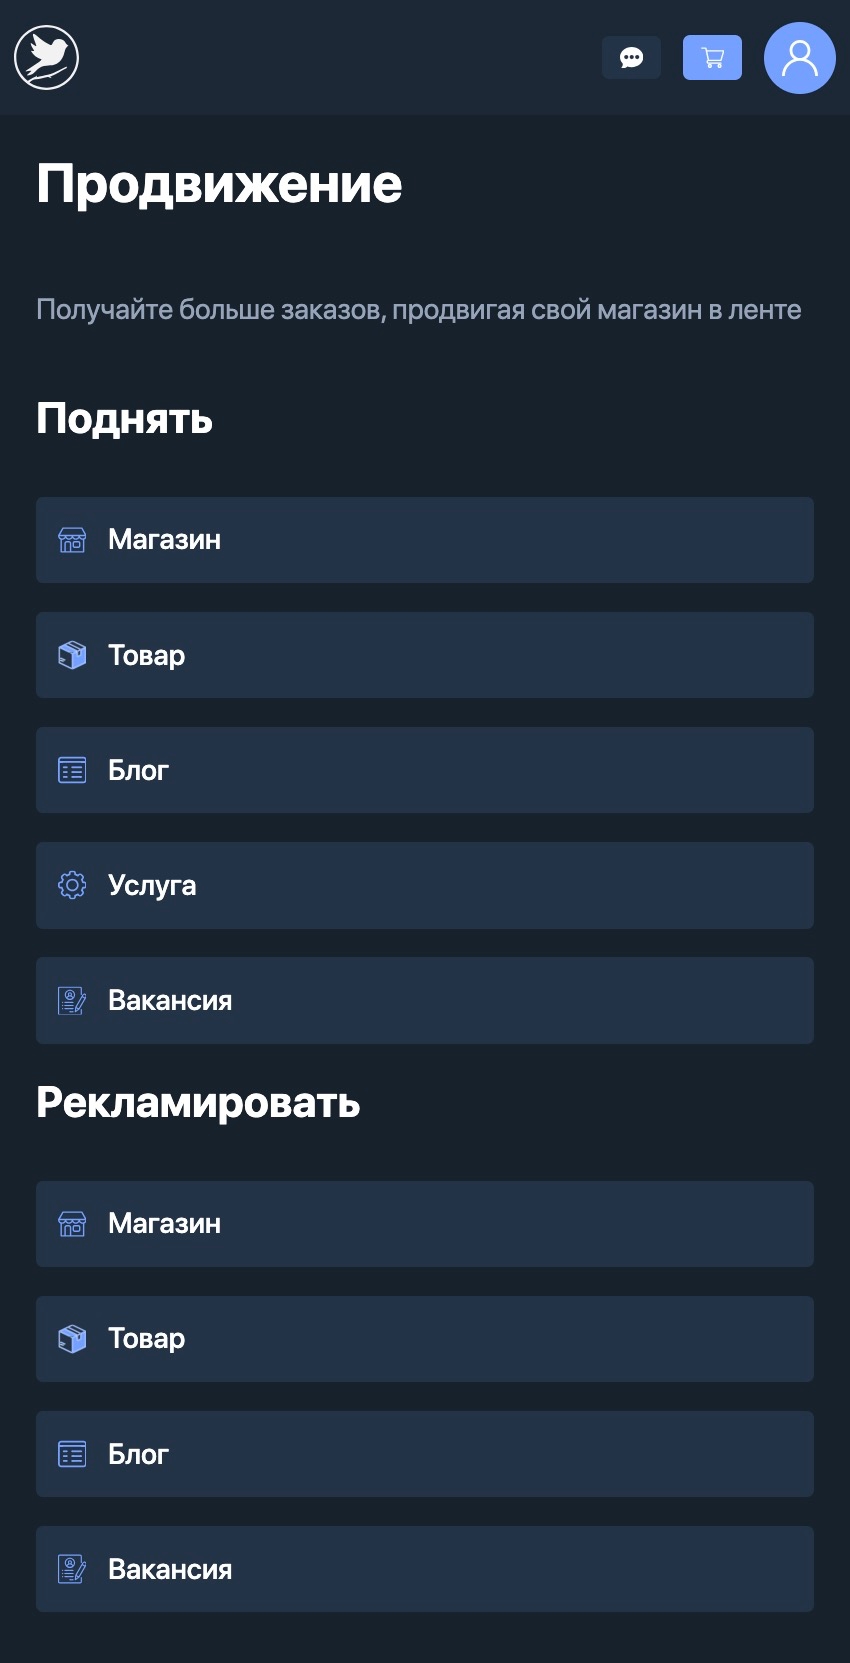 Продвижение
Получайте больше заказов, продвигая свой магазин в ленте
Поднять
Магазин
Товар
Блог
Услуга
Вакансия
Рекламировать
Магазин
Товар
Блог
Вакансия